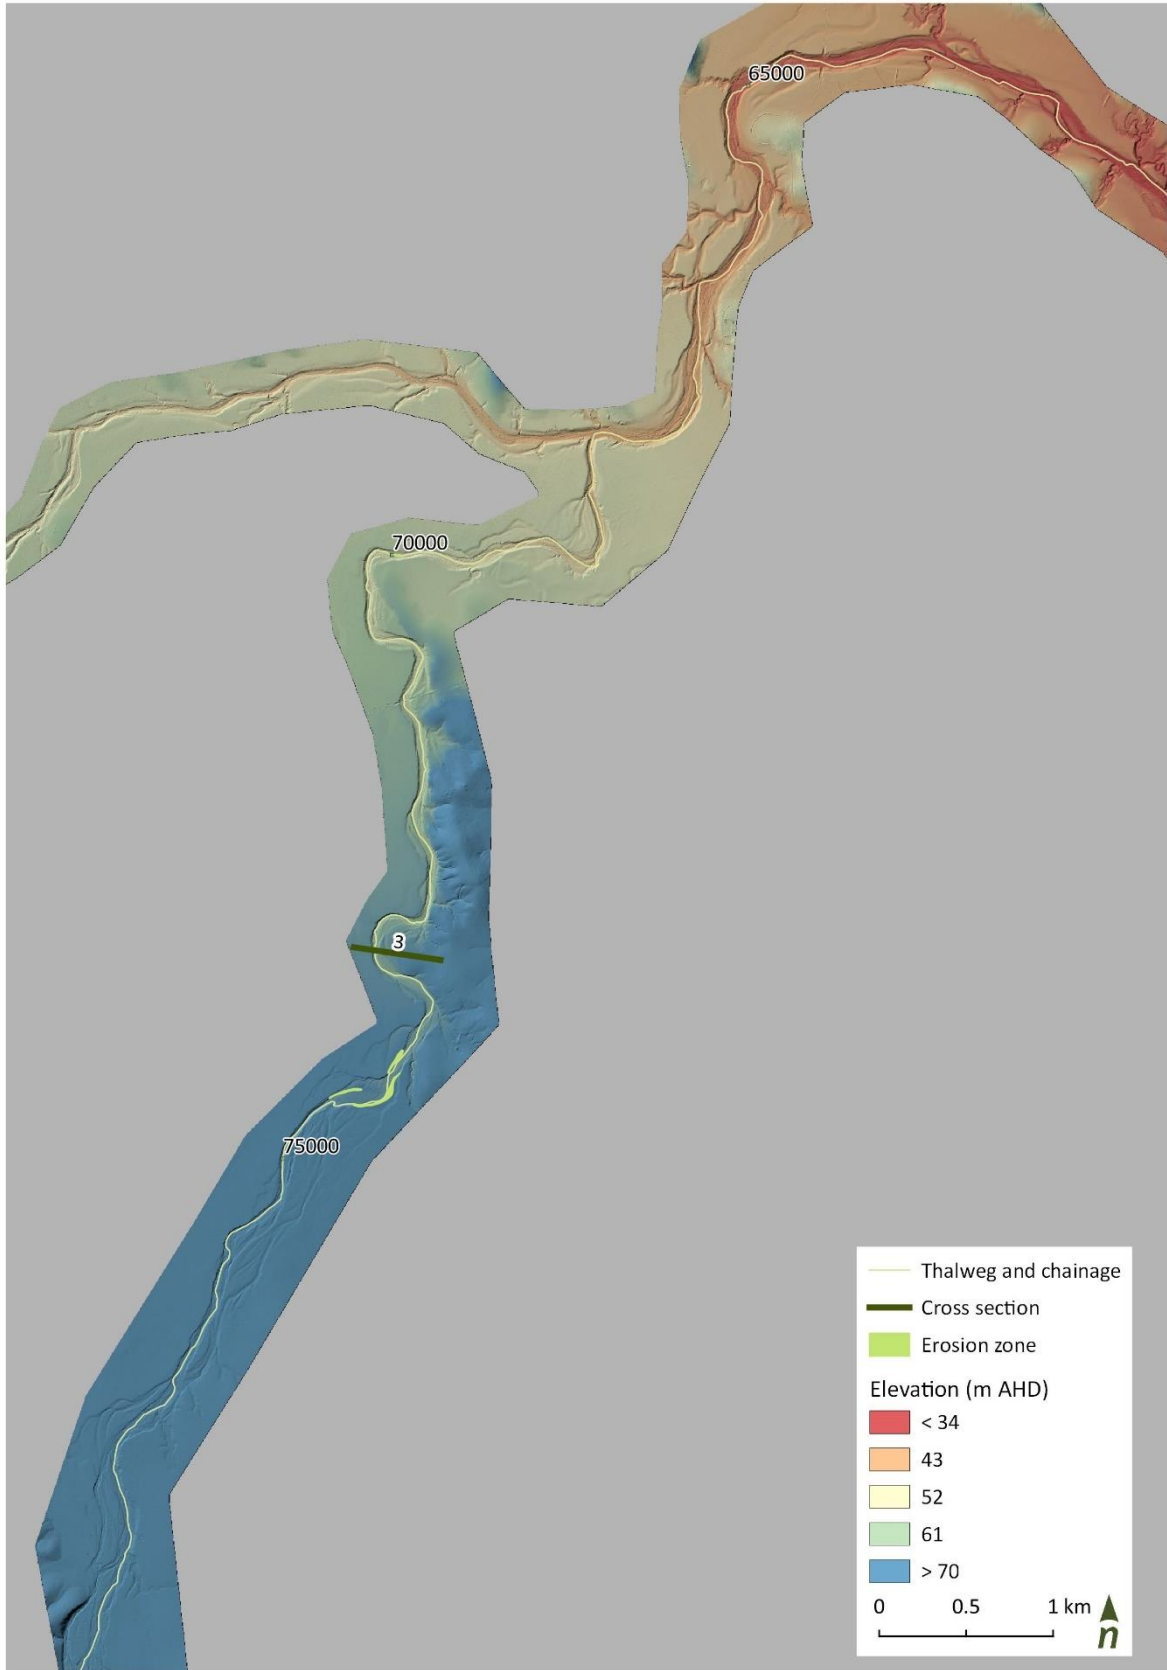 65000
70000
3
75000
Thalweg and chainage
Cross section
Erosion zone
Elevation (m AHD)
< 34
43
52
61
> 70
0 0.5 1 km
n